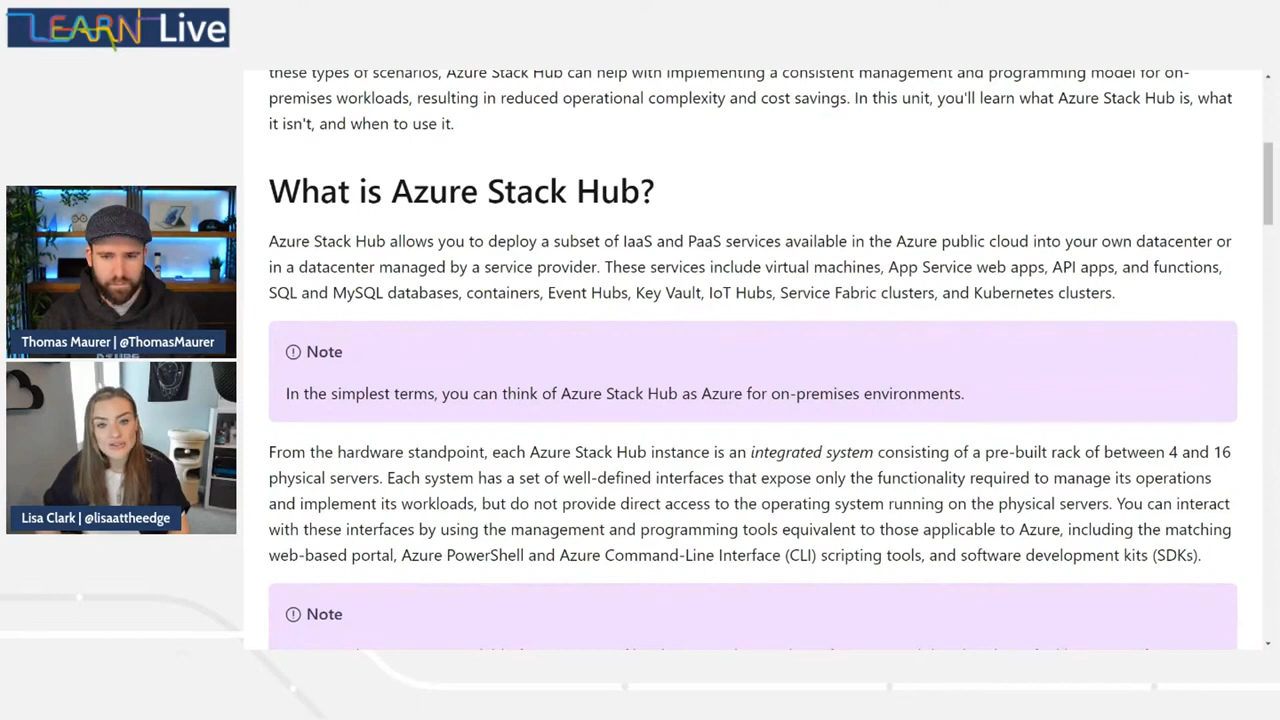 LEARN Live
these types of scenarios, Azure Stack Hub can help with implementing a consistent management and programming model for on-
premises workloads, resulting in reduced operational complexity and cost savings. In this unit, you'll learn what Azure Stack Hub is, what
it isn't, and when to use it.
What is Azure Stack Hub?
Azure Stack Hub allows you to deploy a subset of IaaS and PaaS services available in the Azure public cloud into your own datacenter or
in a datacenter managed by a service provider. These services include virtual machines, App Service web apps, API apps, and functions,
SQL and MySQL databases, containers, Event Hubs, Key Vault, IoT Hubs, Service Fabric clusters, and Kubernetes clusters.
Note
In the simplest terms, you can think of Azure Stack Hub as Azure for on-premises environments.
From the hardware standpoint, each Azure Stack Hub instance is an integrated system consisting of a pre-built rack of between 4 and 16
physical servers. Each system has a set of well-defined interfaces that expose only the functionality required to manage its operations
and implement its workloads, but do not provide direct access to the operating system running on the physical servers. You can interact
with these interfaces by using the management and programming tools equivalent to those applicable to Azure, including the matching
web-based portal, Azure PowerShell and Azure Command-Line Interface (CLI) scripting tools, and software development kits (SDKs).
Note
Thomas Maurer | @ThomasMaurer
Lisa Clark | @lisaattheedge